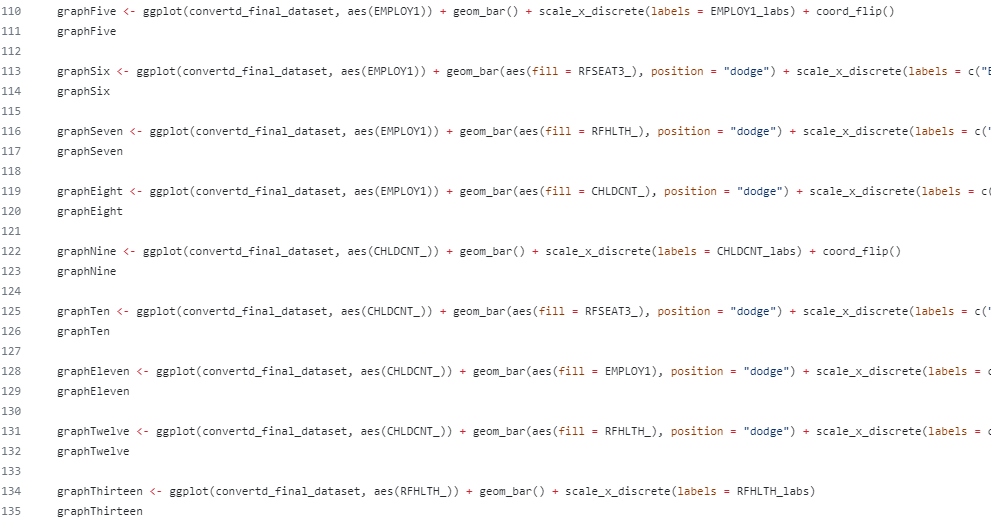 110 graphFive <- ggplot(convertd_final_dataset, aes(EMPLOY1)) + geom_bar() + scale_x_discrete(labels = EMPLOY1_labs) + coord_flip()
111 graphFive
112
113 graphSix <- ggplot(convertd_final_dataset, aes(EMPLOY1)) + geom_bar(aes(fill = RFSEAT3_), position = "dodge") + scale_x_discrete(labels = c("E
114 graphSix
115
116 graphSeven <- ggplot(convertd_final_dataset, aes(EMPLOY1)) + geom_bar(aes(fill = RFHLTH_), position = "dodge") + scale_x_discrete(labels = c("
117 graphSeven
118
119 graphEight <- ggplot(convertd_final_dataset, aes(EMPLOY1)) + geom_bar(aes(fill = CHLDCNT_), position = "dodge") + scale_x_discrete(labels = c(
120 graphEight
121
122 graphNine <- ggplot(convertd_final_dataset, aes(CHLDCNT_)) + geom_bar() + scale_x_discrete(labels = CHLDCNT_labs) + coord_flip()
123 graphNine
124
125 graphTen <- ggplot(convertd_final_dataset, aes(CHLDCNT_)) + geom_bar(aes(fill = RFSEAT3_), position = "dodge") + scale_x_discrete(labels = c("
126 graphTen
127
128 graphEleven <- ggplot(convertd_final_dataset, aes(CHLDCNT_)) + geom_bar(aes(fill = EMPLOY1), position = "dodge") + scale_x_discrete(labels = c
129 graphEleven
130
131 graphTwelve <- ggplot(convertd_final_dataset, aes(CHLDCNT_)) + geom_bar(aes(fill = RFHLTH_), position = "dodge") + scale_x_discrete(labels = c
132 graphTwelve
133
134 graphThirteen <- ggplot(convertd_final_dataset, aes(RFHLTH_)) + geom_bar() + scale_x_discrete(labels = RFHLTH_labs)
135 graphThirteen